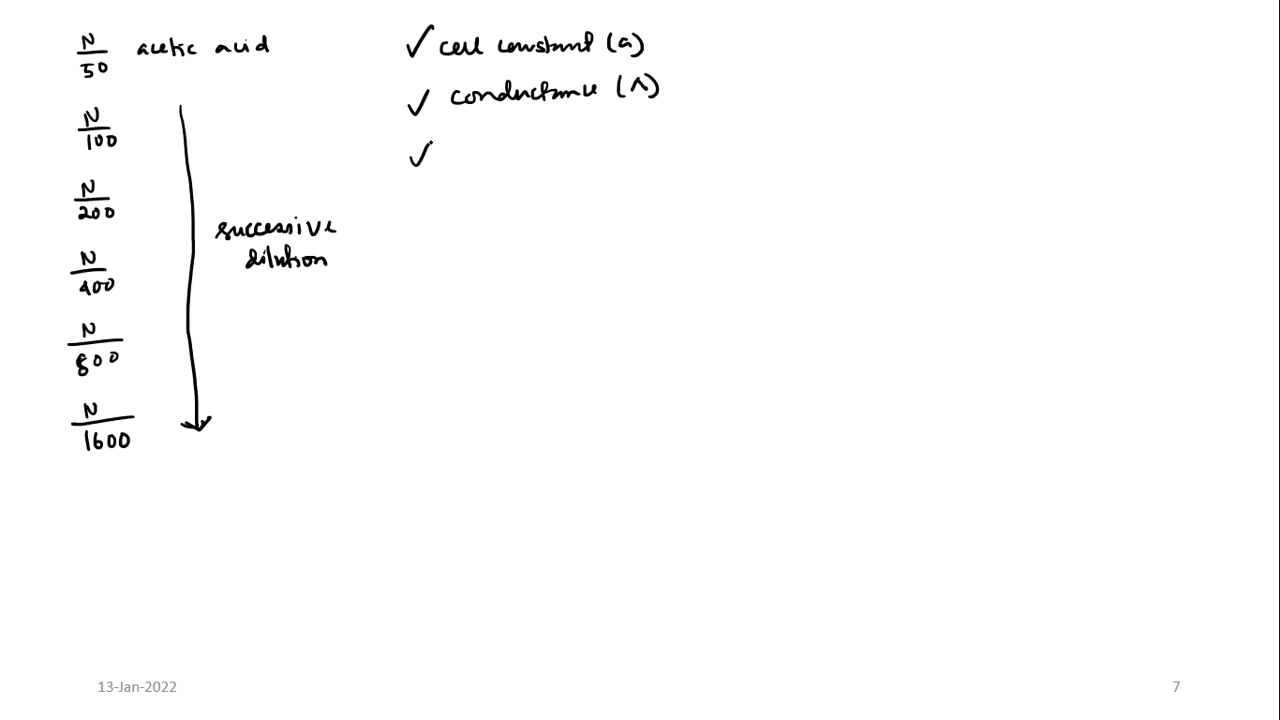 N/50 acetic acid
N/100
N/200
N/400
N/800
N/1600
successive
dilution
✓ cell constant (a)
✓ conductance (Λ)
✓
13-Jan-2022
7